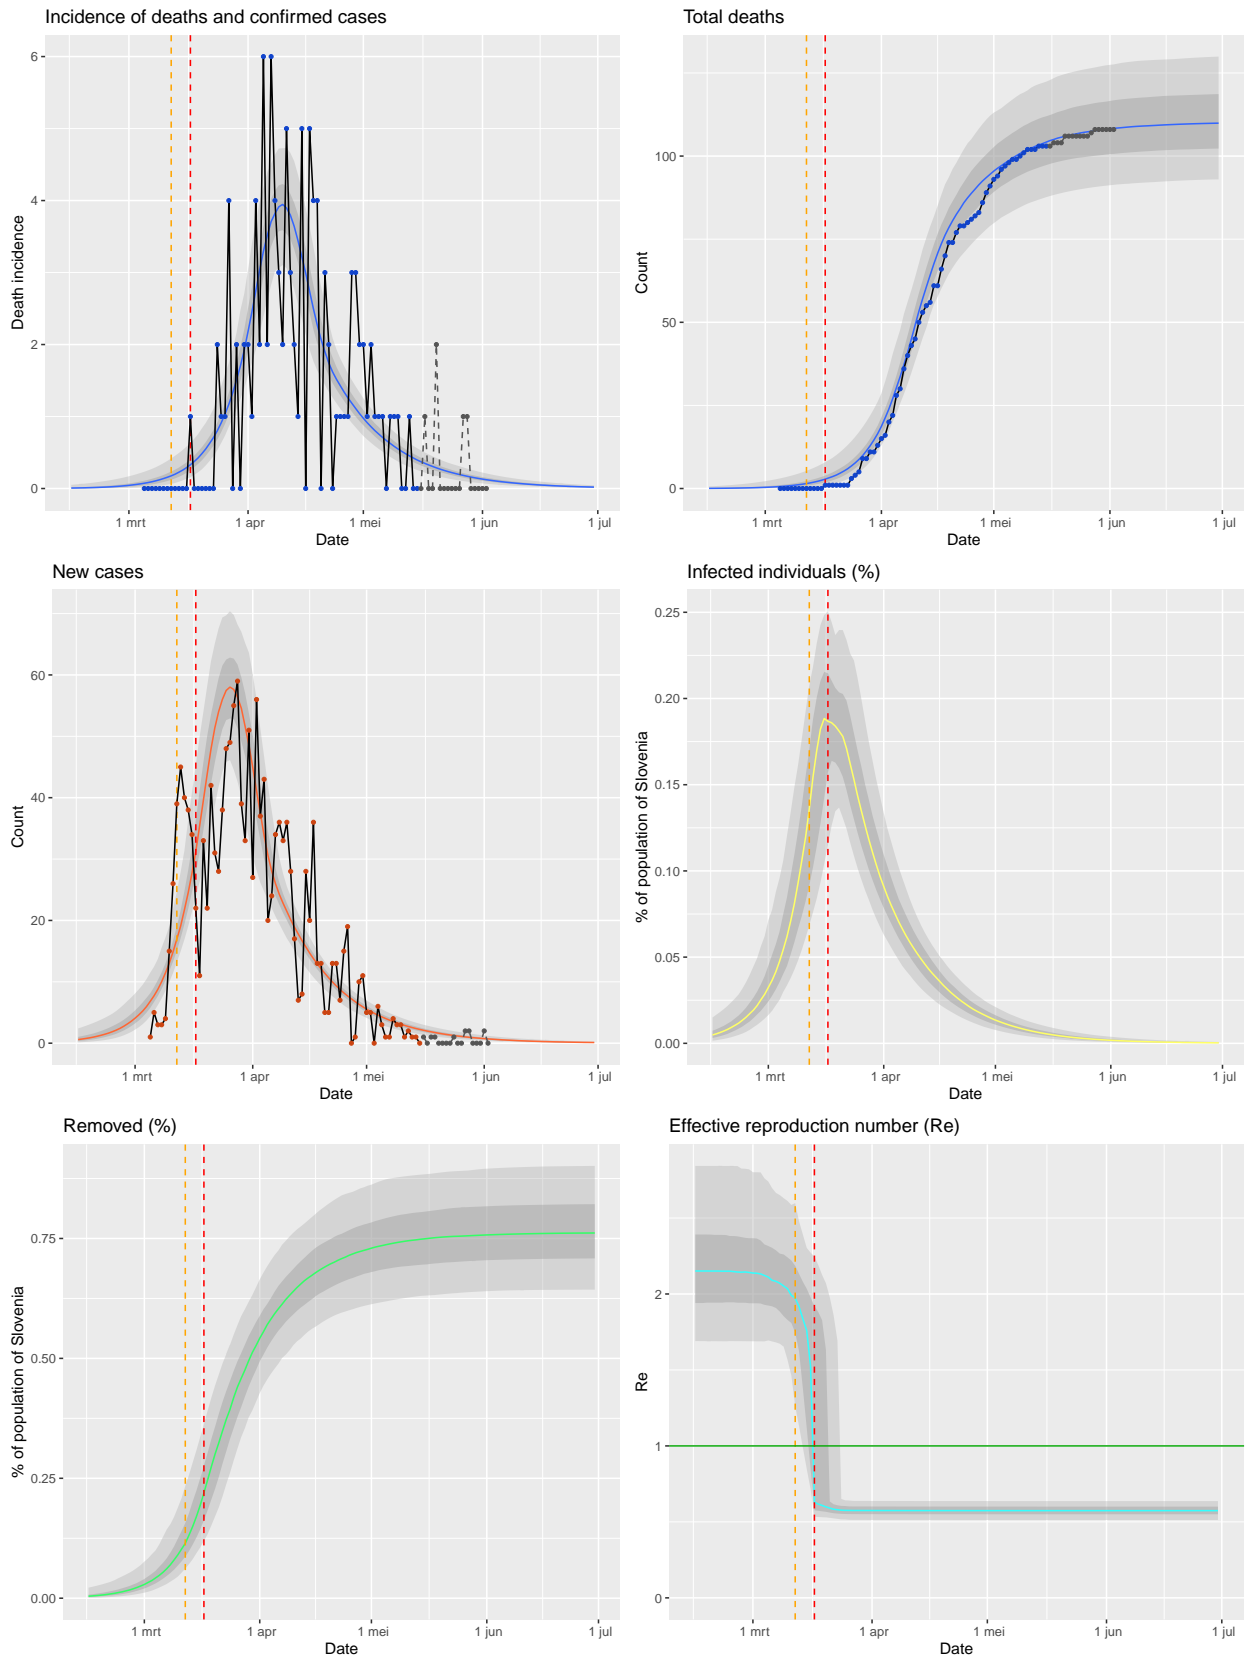 Incidence of deaths and confirmed cases
Death incidence
6
4
2
0
1 mrt 1 apr 1 mei 1 jun 1 jul
Date
Total deaths
Count
100
50
0
1 mrt 1 apr 1 mei 1 jun 1 jul
Date
New cases
Count
60
40
20
0
1 mrt 1 apr 1 mei 1 jun 1 jul
Date
Infected individuals (%)
% of population of Slovenia
0.25
0.20
0.15
0.10
0.05
0.00
1 mrt 1 apr 1 mei 1 jun 1 jul
Date
Removed (%)
% of population of Slovenia
0.75
0.50
0.25
0.00
1 mrt 1 apr 1 mei 1 jun 1 jul
Date
Effective reproduction number (Re)
Re
2
1
0
1 mrt 1 apr 1 mei 1 jun 1 jul
Date